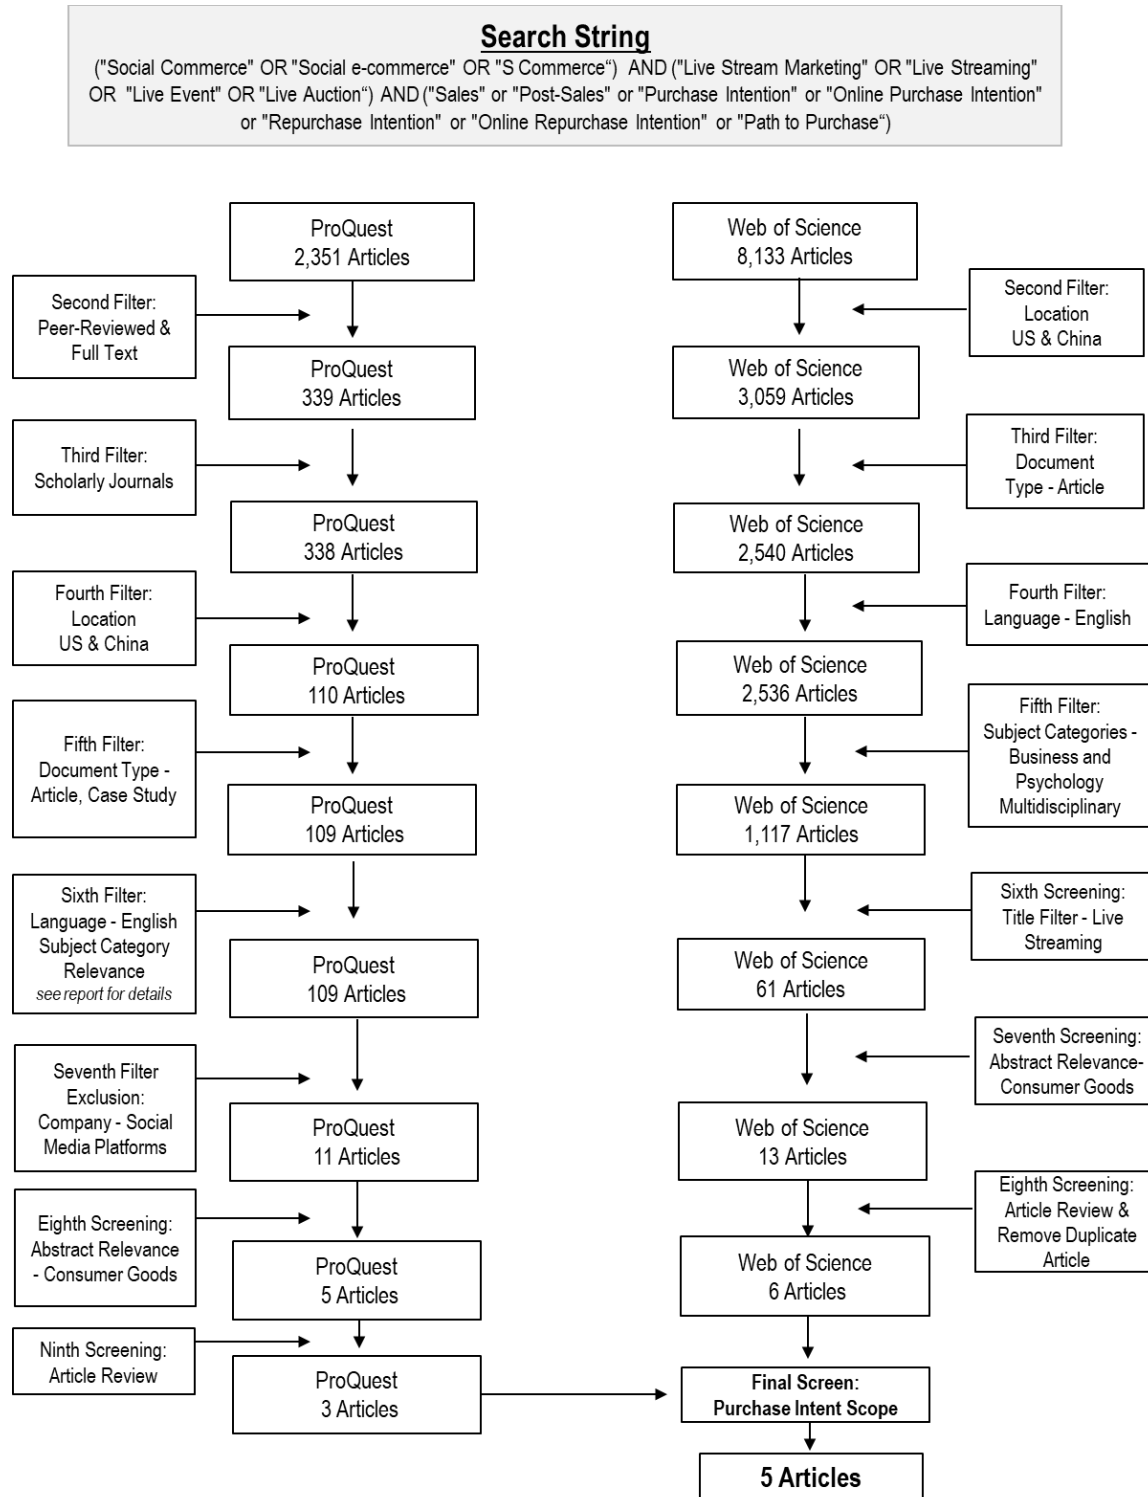 Search String
("Social Commerce" OR "Social e-commerce" OR "S Commerce“) AND ("Live Stream Marketing" OR "Live Streaming"
OR "Live Event" OR "Live Auction“) AND ("Sales" or "Post-Sales" or "Purchase Intention" or "Online Purchase Intention"
or "Repurchase Intention" or "Online Repurchase Intention" or "Path to Purchase“)
ProQuest
2,351 Articles
Second Filter:
Peer-Reviewed &
Full Text
ProQuest
339 Articles
Third Filter:
Scholarly Journals
ProQuest
338 Articles
Fourth Filter:
Location
US & China
ProQuest
110 Articles
Fifth Filter:
Document Type -
Article, Case Study
ProQuest
109 Articles
Sixth Filter:
Language - English
Subject Category
Relevance
see report for details
ProQuest
109 Articles
Seventh Filter
Exclusion:
Company - Social
Media Platforms
ProQuest
11 Articles
Eighth Screening:
Abstract Relevance
- Consumer Goods
ProQuest
5 Articles
Ninth Screening:
Article Review
ProQuest
3 Articles
Web of Science
8,133 Articles
Second Filter:
Location
US & China
Web of Science
3,059 Articles
Third Filter:
Document
Type - Article
Web of Science
2,540 Articles
Fourth Filter:
Language - English
Web of Science
2,536 Articles
Fifth Filter:
Subject Categories -
Business and
Psychology
Multidisciplinary
Web of Science
1,117 Articles
Sixth Screening:
Title Filter - Live
Streaming
Web of Science
61 Articles
Seventh Screening:
Abstract Relevance-
Consumer Goods
Web of Science
13 Articles
Eighth Screening:
Article Review &
Remove Duplicate
Article
Web of Science
6 Articles
Final Screen:
Purchase Intent Scope
5 Articles